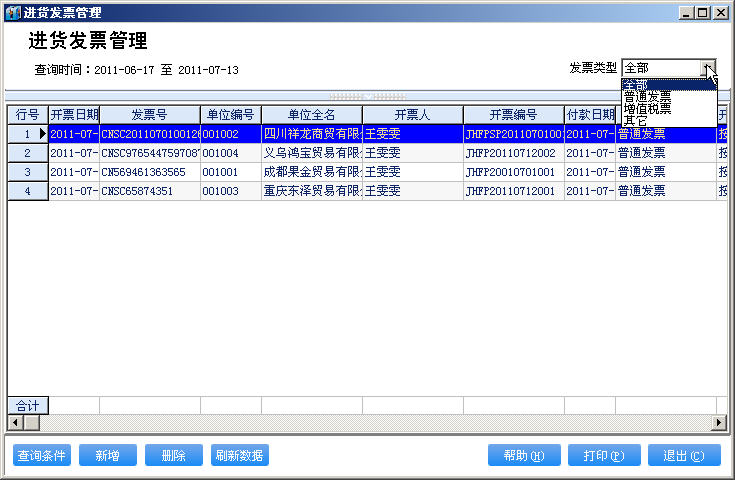 进货发票管理
进货发票管理
查询时间：2011-06-17 至 2011-07-13
发票类型 全部
全部
普通发票
增值税票
其它
行号 开票日期 发票号 单位编号 单位全名 开票人 开票编号 付款日期
1 2011-07- CNSC2011070100126 001002 四川祥龙商贸有限 王雯雯 JHFPSP2011070100 2011-07- 普通发票 按
2 2011-07- CNSC976544759708 001004 义乌鸿宝贸易有限 王雯雯 JHFP20110712002 2011-07- 普通发票 按
3 2011-07- CN569461363565 001001 成都果金贸易有限 王雯雯 JHFP20010701001 2011-07- 普通发票 按
4 2011-07- CNSC65874351 001003 重庆东泽贸易有限 王雯雯 JHFP20110712001 2011-07- 普通发票 按
合计
查询条件 新增 删除 刷新数据 帮助(H) 打印(P) 退出(C)